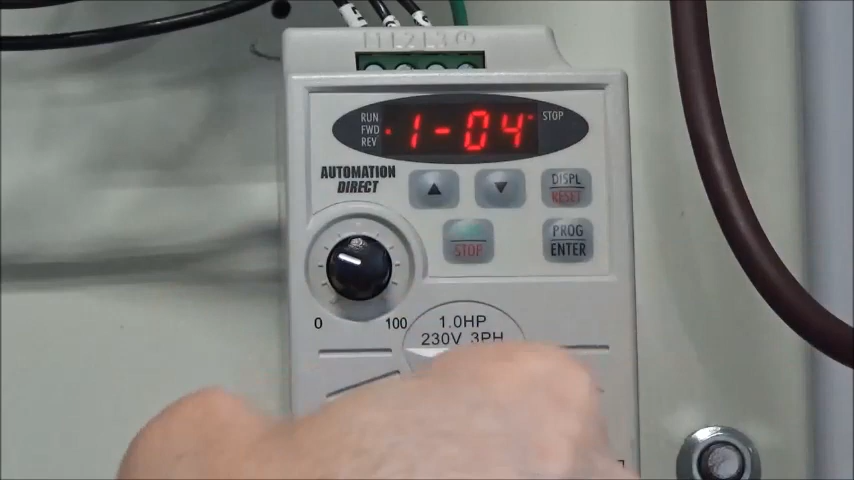 L1 L2 L3
RUN
FWD
REV
1-04
STOP
AUTOMATION
DIRECT
DISPL
RESET
STOP
PROG
ENTER
0
100
1.0HP
230V 3PH